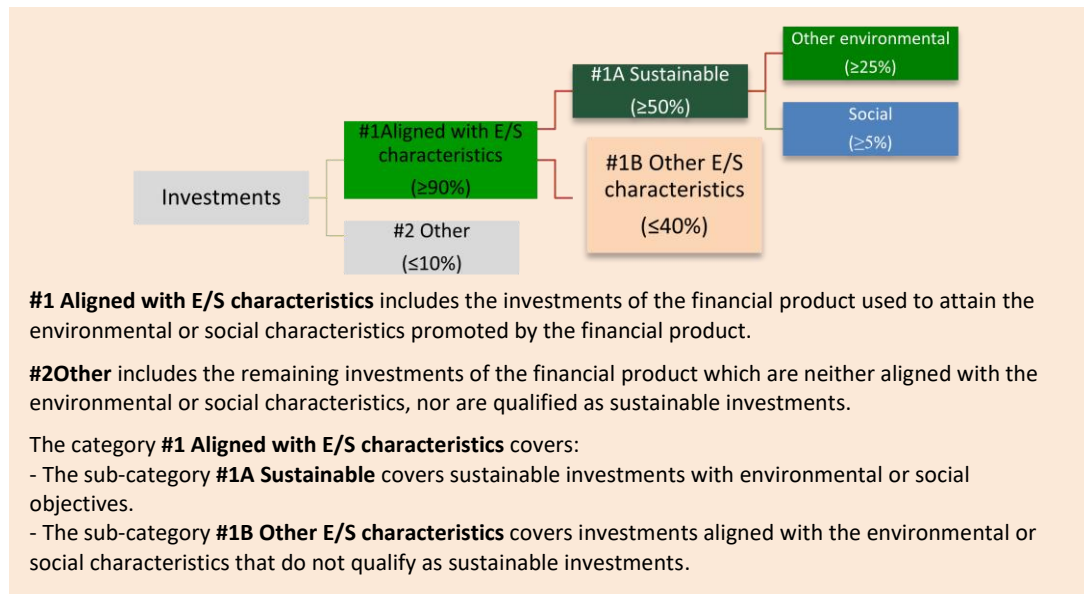 Other environmental
(≥25%)
#1A Sustainable
(≥50%)
Social
(≥5%)
#1Aligned with E/S
characteristics
(≥90%)
#1B Other E/S
characteristics
(≤40%)
Investments
#2 Other
(≤10%)
#1 Aligned with E/S characteristics includes the investments of the financial product used to attain the
environmental or social characteristics promoted by the financial product.
#2Other includes the remaining investments of the financial product which are neither aligned with the
environmental or social characteristics, nor are qualified as sustainable investments.
The category #1 Aligned with E/S characteristics covers:
- The sub-category #1A Sustainable covers sustainable investments with environmental or social
objectives.
- The sub-category #1B Other E/S characteristics covers investments aligned with the environmental or
social characteristics that do not qualify as sustainable investments.